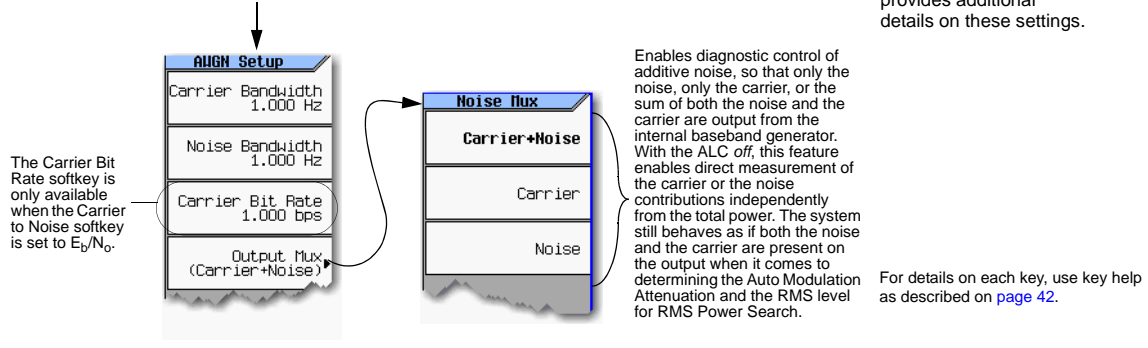 provides additional
details on these settings.
AWGN Setup
Carrier Bandwidth
1.000 Hz
Noise Bandwidth
1.000 Hz
Carrier Bit Rate
1.000 bps
Output Mux
(Carrier+Noise)
The Carrier Bit
Rate softkey is
only available
when the Carrier
to Noise softkey
is set to Eb/No.
Noise Mux
Carrier+Noise
Carrier
Noise
Enables diagnostic control of
additive noise, so that only the
noise, only the carrier, or the
sum of both the noise and the
carrier are output from the
internal baseband generator.
With the ALC off, this feature
enables direct measurement of
the carrier or the noise
contributions independently
from the total power. The system
still behaves as if both the noise
and the carrier are present on
the output when it comes to
determining the Auto Modulation
Attenuation and the RMS level
for RMS Power Search.
For details on each key, use key help
as described on page 42.